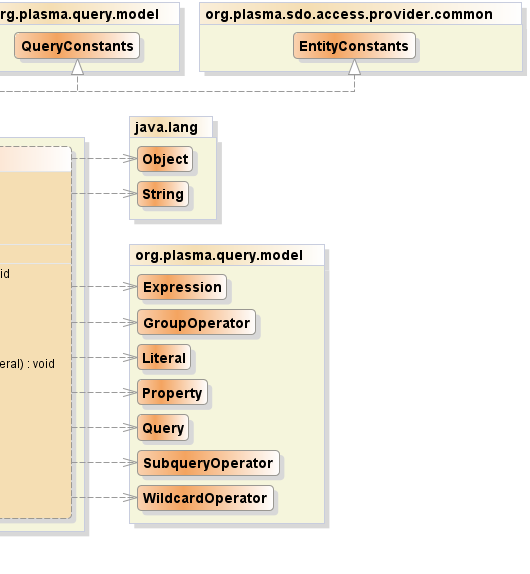 rg.plasma.query.model
org.plasma.sdo.access.provider.common
QueryConstants
EntityConstants
java.lang
Object
String
org.plasma.query.model
Expression
id
GroupOperator
Literal
eral) : void
Property
Query
SubqueryOperator
WildcardOperator